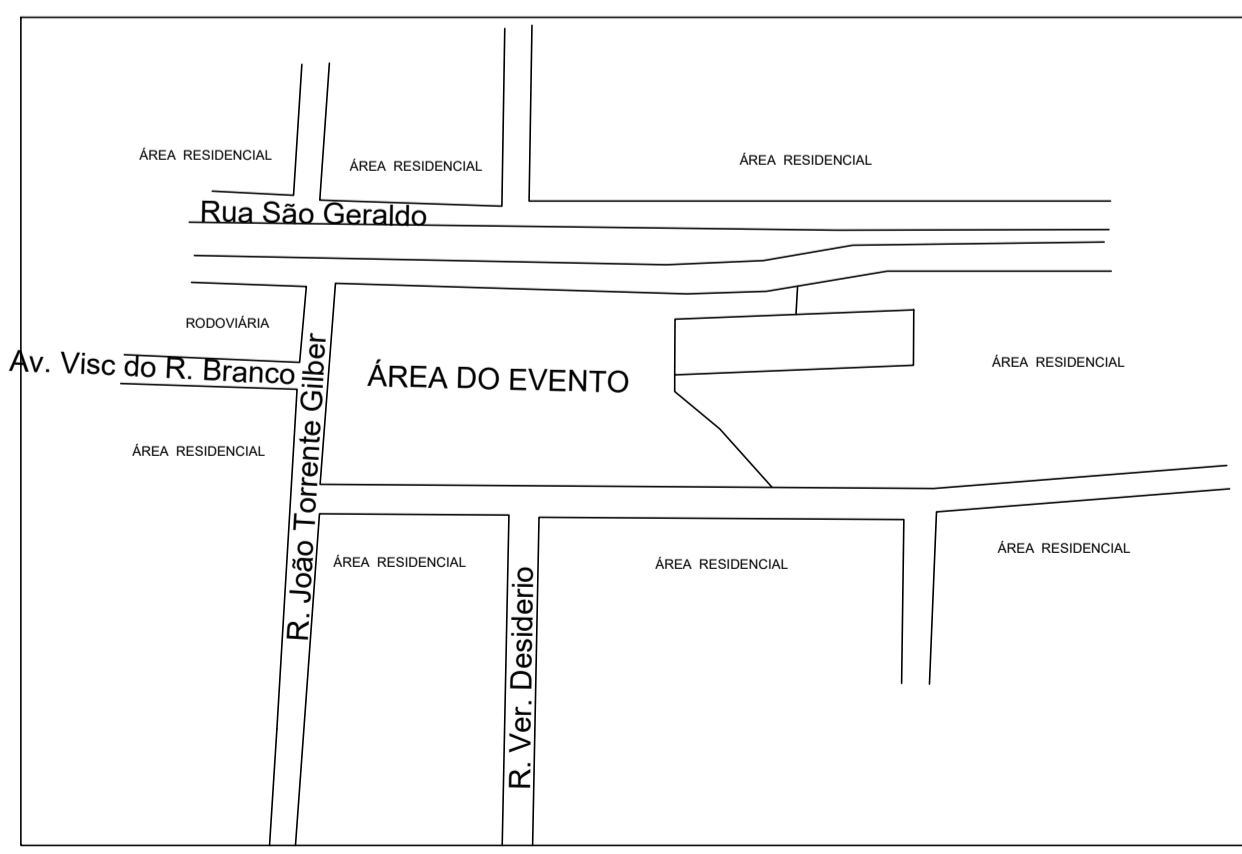 ÁREA RESIDENCIAL
ÁREA RESIDENCIAL
ÁREA RESIDENCIAL
Rua São Geraldo
RODOVIÁRIA
Av. Visc do R. Branco
ÁREA DO EVENTO
ÁREA RESIDENCIAL
R. João Torrente Gilber
ÁREA RESIDENCIAL
ÁREA RESIDENCIAL
ÁREA RESIDENCIAL
ÁREA RESIDENCIAL
R. Ver. Desiderio